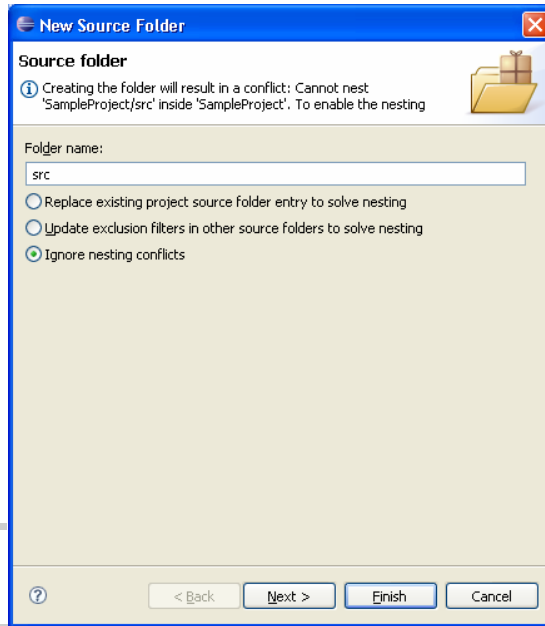 New Source Folder
Source folder
Creating the folder will result in a conflict: Cannot nest
'SampleProject/src' inside 'SampleProject'. To enable the nesting
Folder name:
src
Replace existing project source folder entry to solve nesting
Update exclusion filters in other source folders to solve nesting
Ignore nesting conflicts
? < Back Next > Finish Cancel